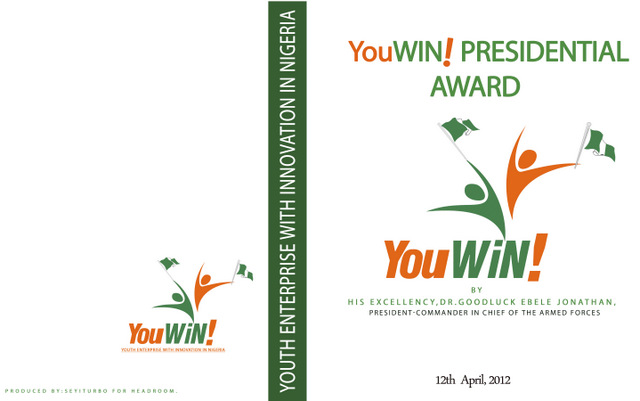 YouWIN! PRESIDENTIAL
AWARD
YouWiN!
BY
HIS EXCELLENCY,DR.GOODLUCK EBELE JONATHAN,
PRESIDENT-COMMANDER IN CHIEF OF THE ARMED FORCES
12th April, 2012
YOUTH ENTERPRISE WITH INNOVATION IN NIGERIA
YouWiN!
YOUTH ENTERPRISE WITH INNOVATION IN NIGERIA
PRODUCED BY:SEYITURBO FOR HEADROOM.